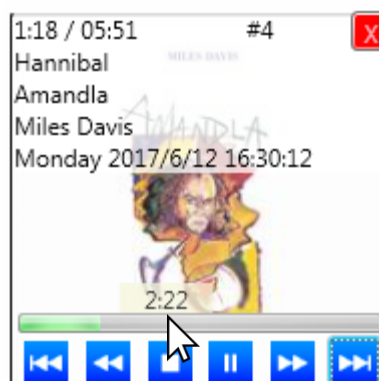 1:18 / 05:51 #4 X
Hannibal
MILES DAVIS
Amandla
AMANDLA
Miles Davis
Monday 2017/6/12 16:30:12
2:22